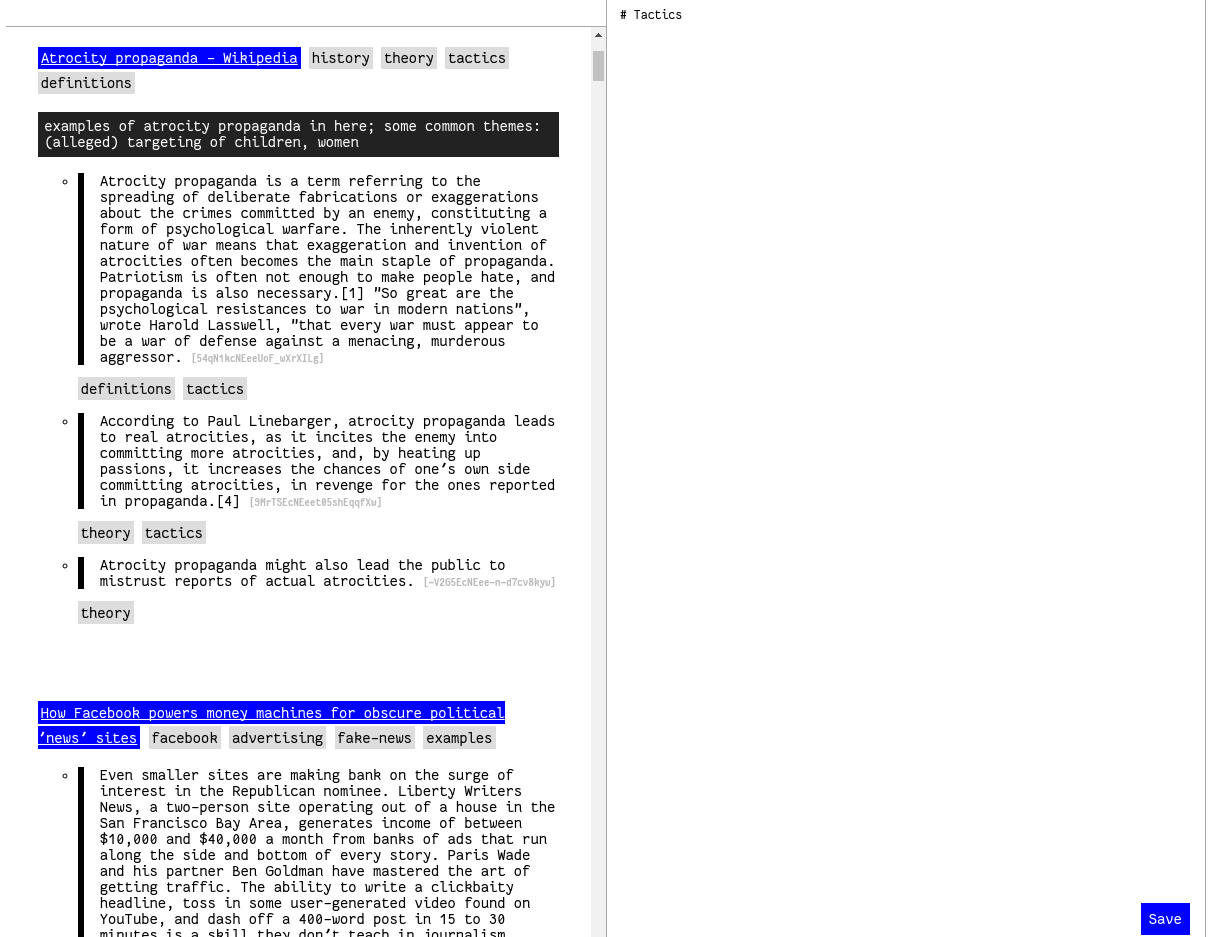 Atrocity propaganda – Wikipedia history theory tactics
definitions
examples of atrocity propaganda in here; some common themes:
(alleged) targeting of children, women
Atrocity propaganda is a term referring to the
spreading of deliberate fabrications or exaggerations
about the crimes committed by an enemy, constituting a
form of psychological warfare. The inherently violent
nature of war means that exaggeration and invention of
atrocities often becomes the main staple of propaganda.
Patriotism is often not enough to make people hate, and
propaganda is also necessary.[1] "So great are the
psychological resistances to war in modern nations",
wrote Harold Lasswell, "that every war must appear to
be a war of defense against a menacing, murderous
aggressor. [54qN1kcNEeeUoF_wXrXILg]
definitions tactics
According to Paul Linebarger, atrocity propaganda leads
to real atrocities, as it incites the enemy into
committing more atrocities, and, by heating up
passions, it increases the chances of one's own side
committing atrocities, in revenge for the ones reported
in propaganda.[4] [9MrTSEcNEeet05shEqqfXw]
theory tactics
Atrocity propaganda might also lead the public to
mistrust reports of actual atrocities. [-V2G5EcNEee-n-d7cv8kyw]
theory
How Facebook powers money machines for obscure political
'news' sites facebook advertising fake-news examples
Even smaller sites are making bank on the surge of
interest in the Republican nominee. Liberty Writers
News, a two-person site operating out of a house in the
San Francisco Bay Area, generates income of between
$10,000 and $40,000 a month from banks of ads that run
along the side and bottom of every story. Paris Wade
and his partner Ben Goldman have mastered the art of
getting traffic. The ability to write a clickbaity
headline, toss in some user-generated video found on
YouTube, and dash off a 400-word post in 15 to 30
minutes is a skill they don't teach in journalism
# Tactics
Save